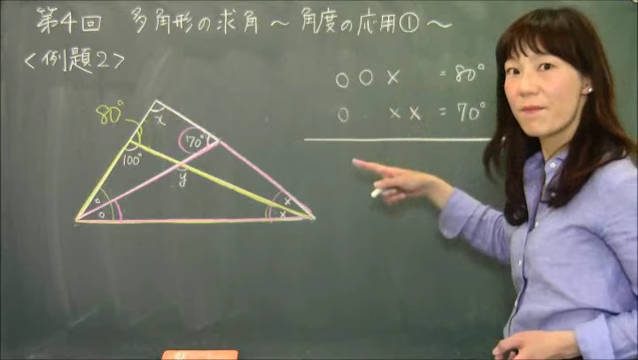 第4回 多角形の求角 ～ 角度の応用① ～
<例題2>
○○× = 80°
○ ×× = 70°
80°
x
70°
100°
y
○
○
×
×